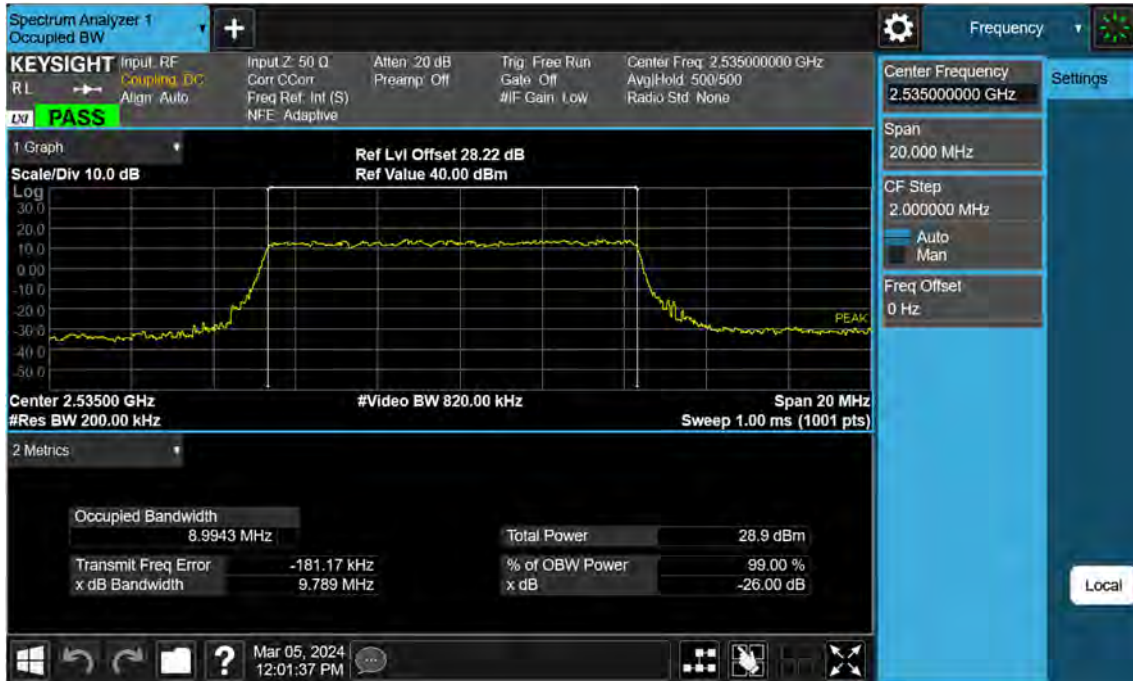 Spectrum Analyzer 1
Occupied BW
+
Frequency
KEYSIGHT
RL
LXI
PASS
Input: RF
Coupling: DC
Align: Auto
Input Z: 50 Ω
Corr CCorr
Freq Ref: Int (S)
NFE: Adaptive
Atten: 20 dB
Preamp: Off
Trig: Free Run
Gate: Off
#IF Gain: Low
Center Freq: 2.535000000 GHz
Avg|Hold: 500/500
Radio Std: None
1 Graph
Scale/Div 10.0 dB
Ref Lvl Offset 28.22 dB
Ref Value 40.00 dBm
Log
30.0
20.0
10.0
0.00
-10.0
-20.0
-30.0
-40.0
-50.0
PEAK
Center 2.53500 GHz
#Video BW 820.00 kHz
Span 20 MHz
#Res BW 200.00 kHz
Sweep 1.00 ms (1001 pts)
2 Metrics
Occupied Bandwidth
8.9943 MHz
Total Power 28.9 dBm
Transmit Freq Error -181.17 kHz
% of OBW Power 99.00 %
x dB Bandwidth 9.789 MHz
x dB -26.00 dB
Center Frequency
2.535000000 GHz
Settings
Span
20.000 MHz
CF Step
2.000000 MHz
Auto
Man
Freq Offset
0 Hz
Local
?
Mar 05, 2024
12:01:37 PM